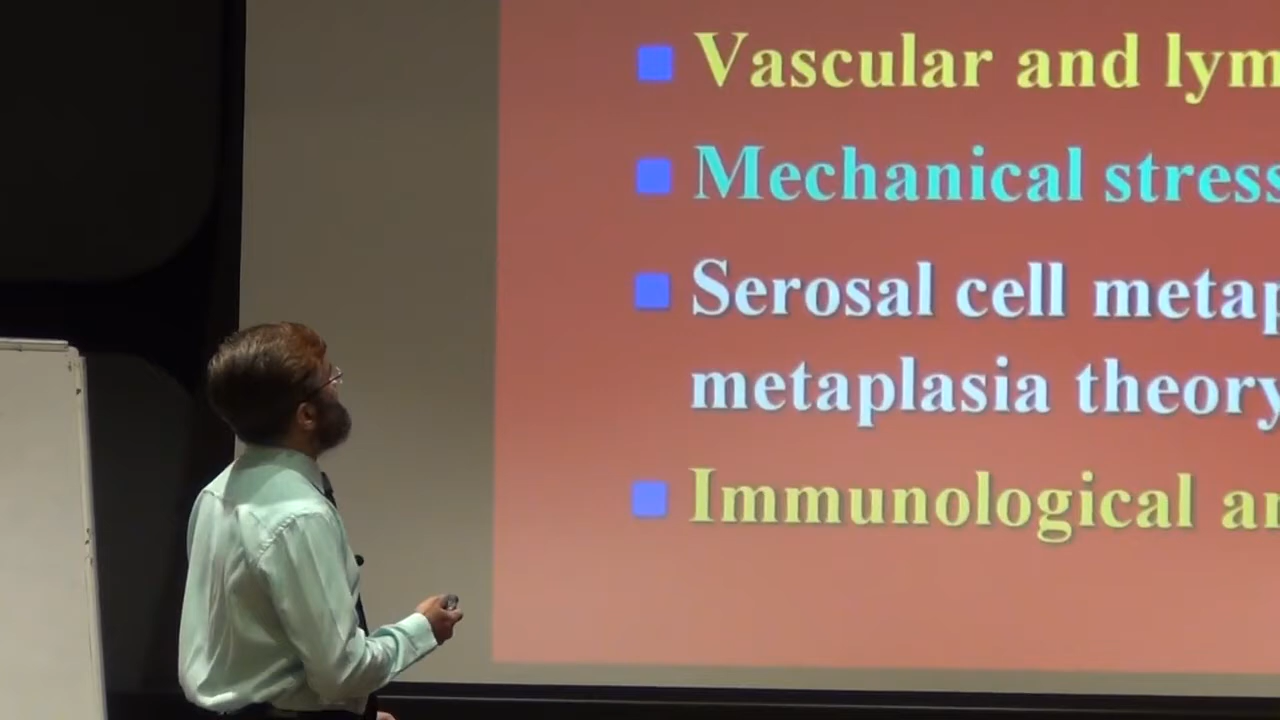 Vascular and lym
Mechanical stress
Serosal cell metap
metaplasia theory
Immunological an